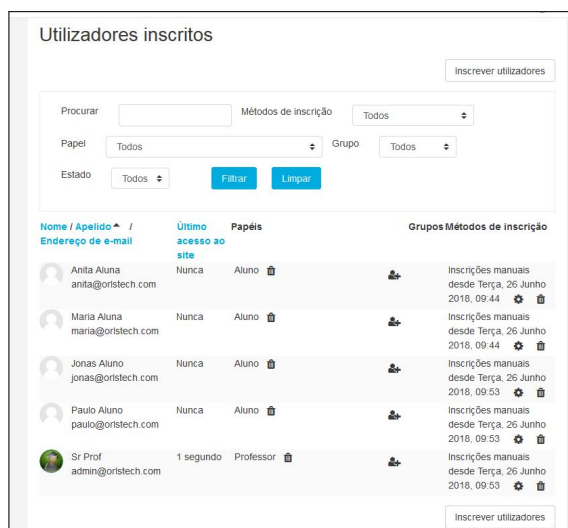 Utilizadores inscritos
Inscrever utilizadores
Procurar Métodos de inscrição Todos
Papel Todos Grupo Todos
Estado Todos Filtrar Limpar
Nome / Apelido / Último Papéis Grupos Métodos de inscrição
Endereço de e-mail acesso ao
site
Anita Aluna Nunca Aluno Inscrições manuais
anita@orlstech.com desde Terça, 26 Junho
2018, 09:44
Maria Aluna Nunca Aluno Inscrições manuais
maria@orlstech.com desde Terça, 26 Junho
2018, 09:44
Jonas Aluno Nunca Aluno Inscrições manuais
jonas@orlstech.com desde Terça, 26 Junho
2018, 09:53
Paulo Aluno Nunca Aluno Inscrições manuais
paulo@orlstech.com desde Terça, 26 Junho
2018, 09:53
Sr Prof 1 segundo Professor Inscrições manuais
admin@orlstech.com desde Terça, 26 Junho
2018, 09:53
Inscrever utilizadores